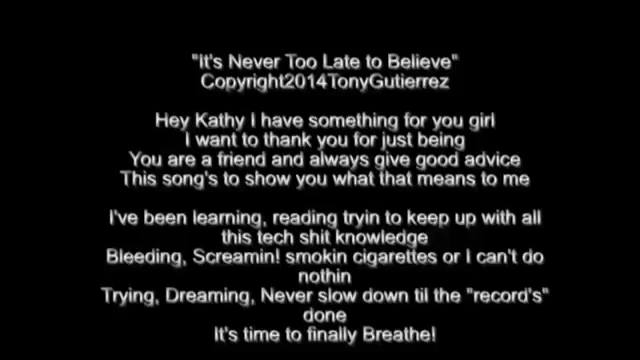 "It's Never Too Late to Believe"
Copyright2014TonyGutierrez
Hey Kathy I have something for you girl
I want to thank you for just being
You are a friend and always give good advice
This song's to show you what that means to me
I've been learning, reading tryin to keep up with all
this tech shit knowledge
Bleeding, Screamin! smokin cigarettes or I can't do
nothin
Trying, Dreaming, Never slow down til the "record's"
done
It's time to finally Breathe!